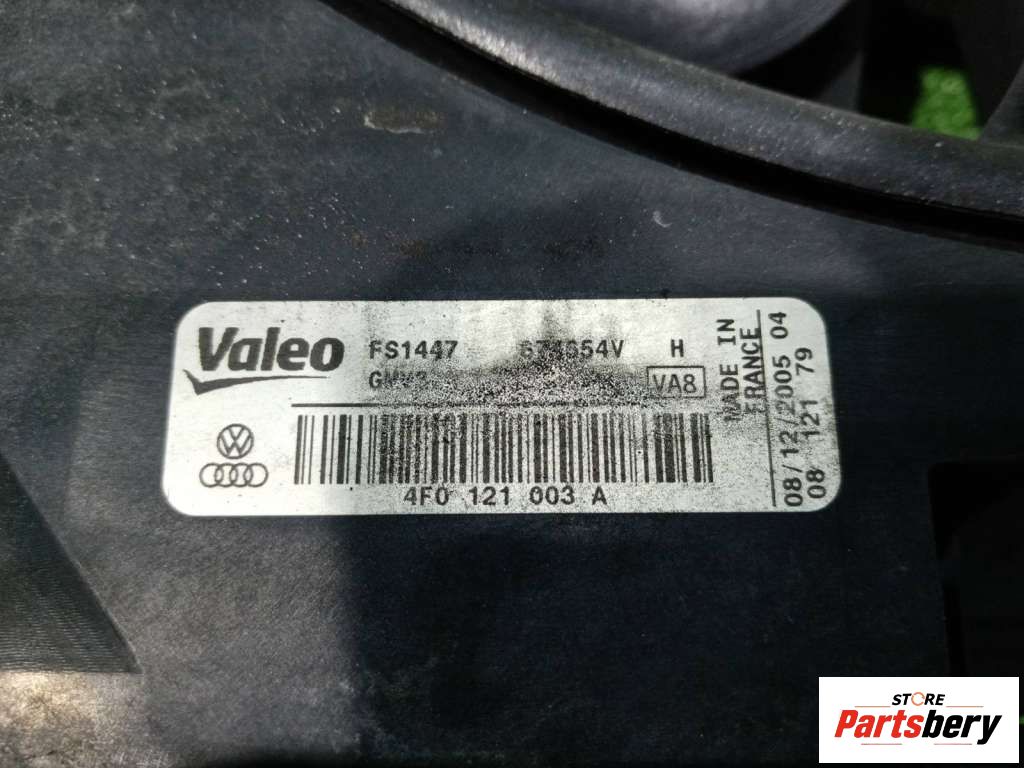 Valeo FS1447 H
VA8
4F0 121 003 A
MADE IN
FRANCE
08/12/2005 04
08 121 79
STORE
Partsbery